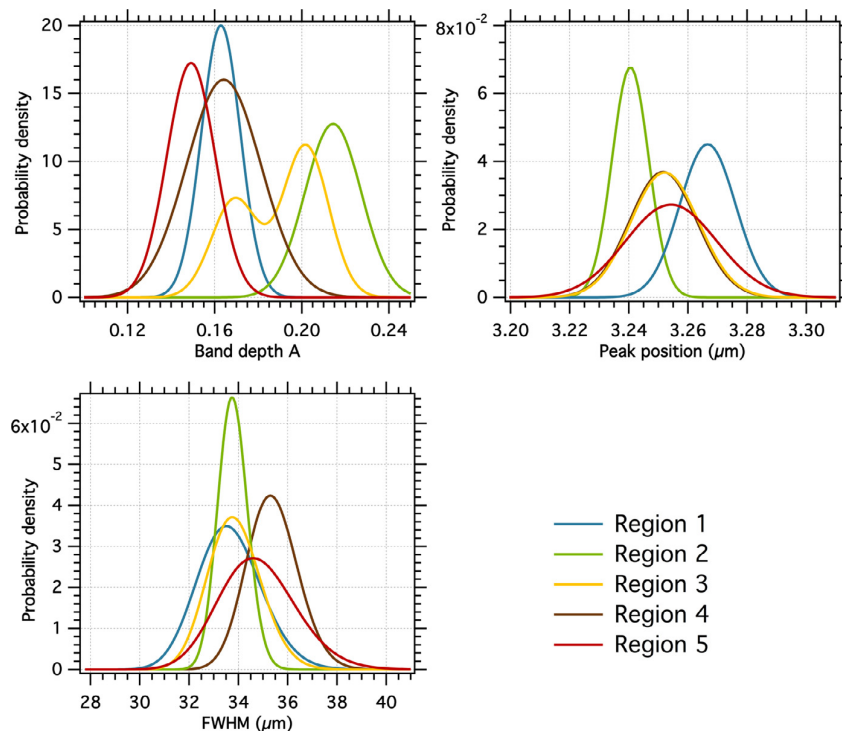 20
15
10
5
0
Probability density
0.12 0.16 0.20 0.24
Band depth A
8x10-2
6
4
2
0
Probability density
3.20 3.22 3.24 3.26 3.28 3.30
Peak position (µm)
6x10-2
5
4
3
2
1
0
Probability density
28 30 32 34 36 38 40
FWHM (µm)
Region 1
Region 2
Region 3
Region 4
Region 5